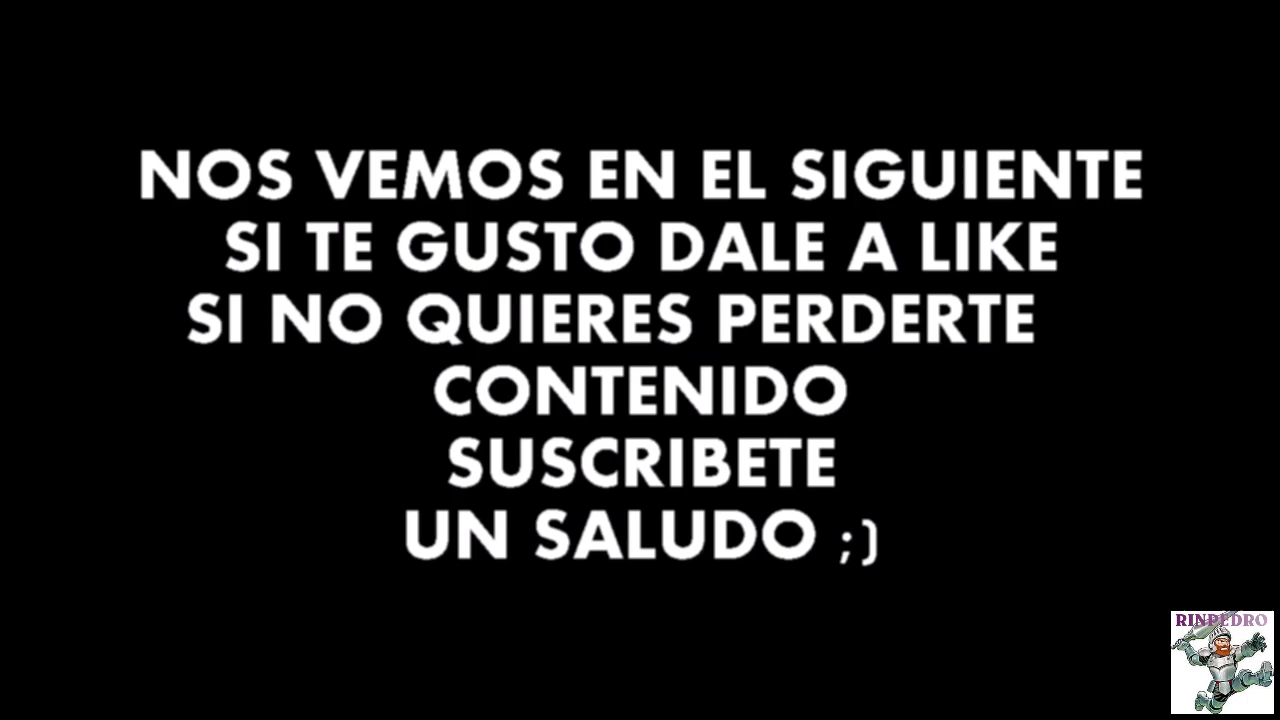 NOS VEMOS EN EL SIGUIENTE
SI TE GUSTO DALE A LIKE
SI NO QUIERES PERDERTE
CONTENIDO
SUSCRIBETE
UN SALUDO ;)
RINPEDRO